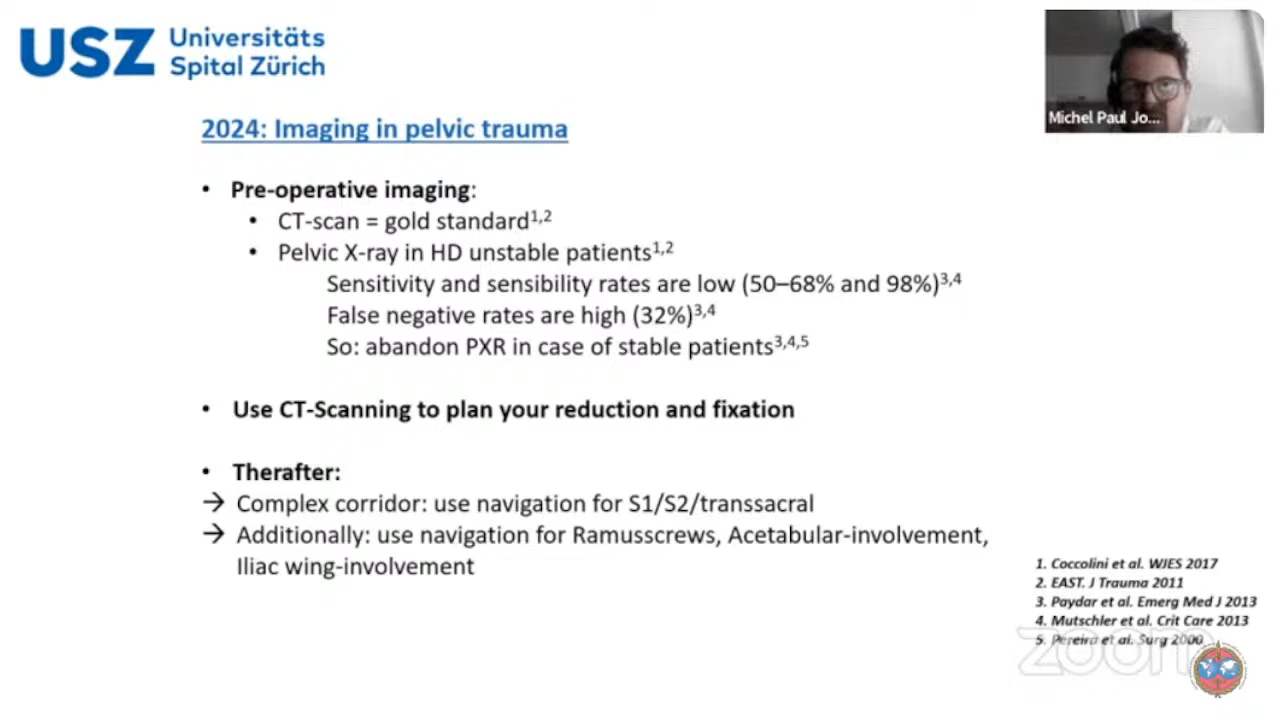 USZ Universitäts
Spital Zürich
Michel Paul Jo...
2024: Imaging in pelvic trauma
• Pre-operative imaging:
• CT-scan = gold standard1,2
• Pelvic X-ray in HD unstable patients1,2
Sensitivity and sensibility rates are low (50–68% and 98%)3,4
False negative rates are high (32%)3,4
So: abandon PXR in case of stable patients3,4,5
• Use CT-Scanning to plan your reduction and fixation
• Therafter:
→ Complex corridor: use navigation for S1/S2/transsacral
→ Additionally: use navigation for Ramusscrews, Acetabular-involvement,
Iliac wing-involvement
1. Coccolini et al. WJES 2017
2. EAST. J Trauma 2011
3. Paydar et al. Emerg Med J 2013
4. Mutschler et al. Crit Care 2013
5. Pereira et al. Surg 2000
zoom